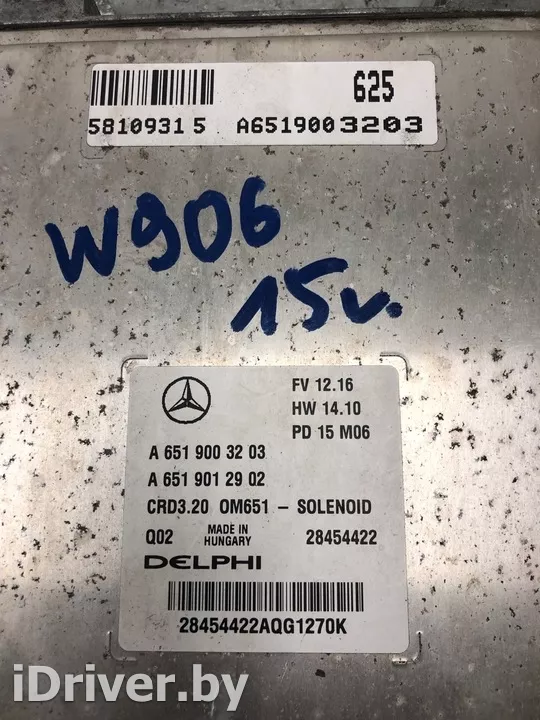 625
58109315 A6519003203
W906
15г.
FV 12.16
HW 14.10
PD 15 M06
A 651 900 32 03
A 651 901 29 02
CRD3.20 OM651 - SOLENOID
Q02 MADE IN HUNGARY 28454422
DELPHI
28454422AQG1270K
iDriver.by